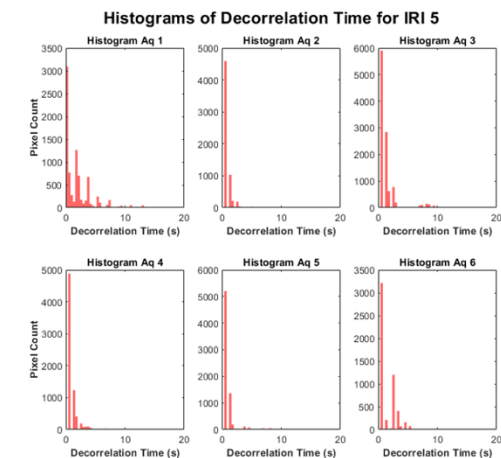 Histograms of Decorrelation Time for IRI 5
Histogram Aq 1
Histogram Aq 2
Histogram Aq 3
3500
3000
2500
2000
1500
1000
500
0
Pixel Count
0 10 20
Decorrelation Time (s)
5000
4000
3000
2000
1000
0
0 10 20
Decorrelation Time (s)
6000
5000
4000
3000
2000
1000
0
0 10 20
Decorrelation Time (s)
Histogram Aq 4
Histogram Aq 5
Histogram Aq 6
5000
4000
3000
2000
1000
0
Pixel Count
0 10 20
Decorrelation Time (s)
6000
5000
4000
3000
2000
1000
0
0 10 20
Decorrelation Time (s)
3500
3000
2500
2000
1500
1000
500
0
0 10 20
Decorrelation Time (s)